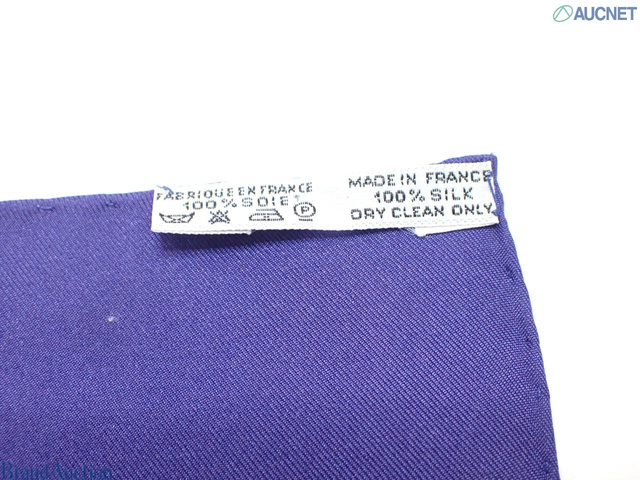 AUCNET
FABRIQUE EN FRANCE
100% SOIE
P
MADE IN FRANCE
100% SILK
DRY CLEAN ONLY
Brand Auction